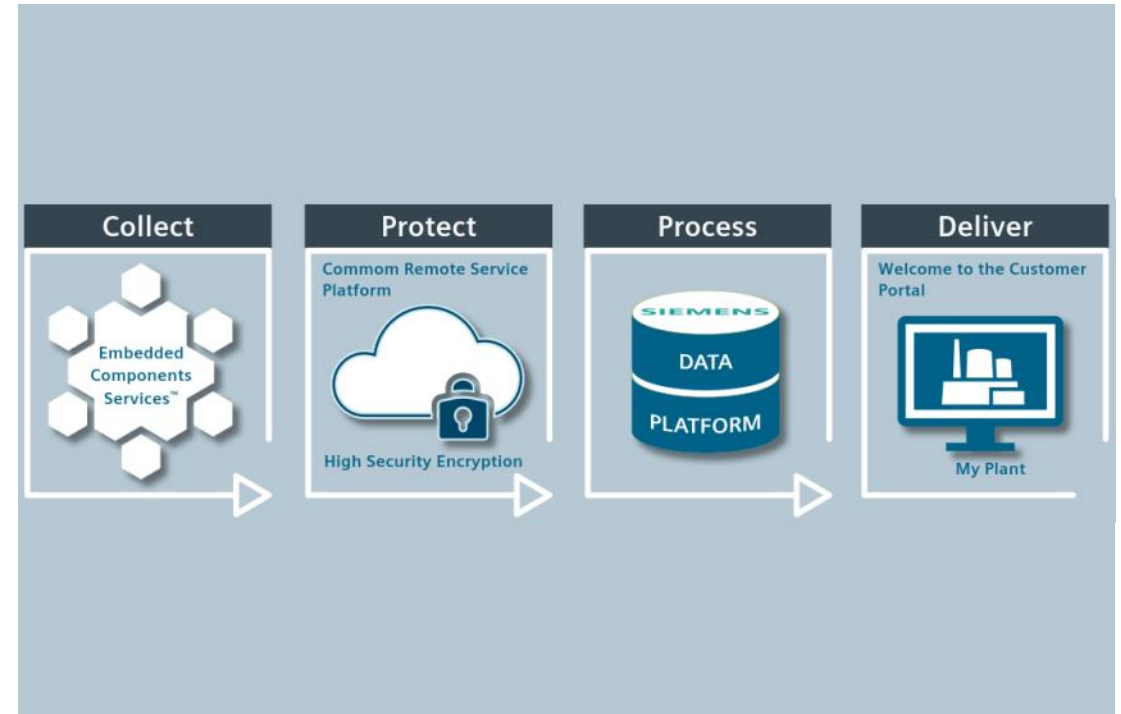 Collect
Embedded
Components
Services™
Protect
Commom Remote Service
Platform
High Security Encryption
Process
SIEMENS
DATA
PLATFORM
Deliver
Welcome to the Customer
Portal
My Plant